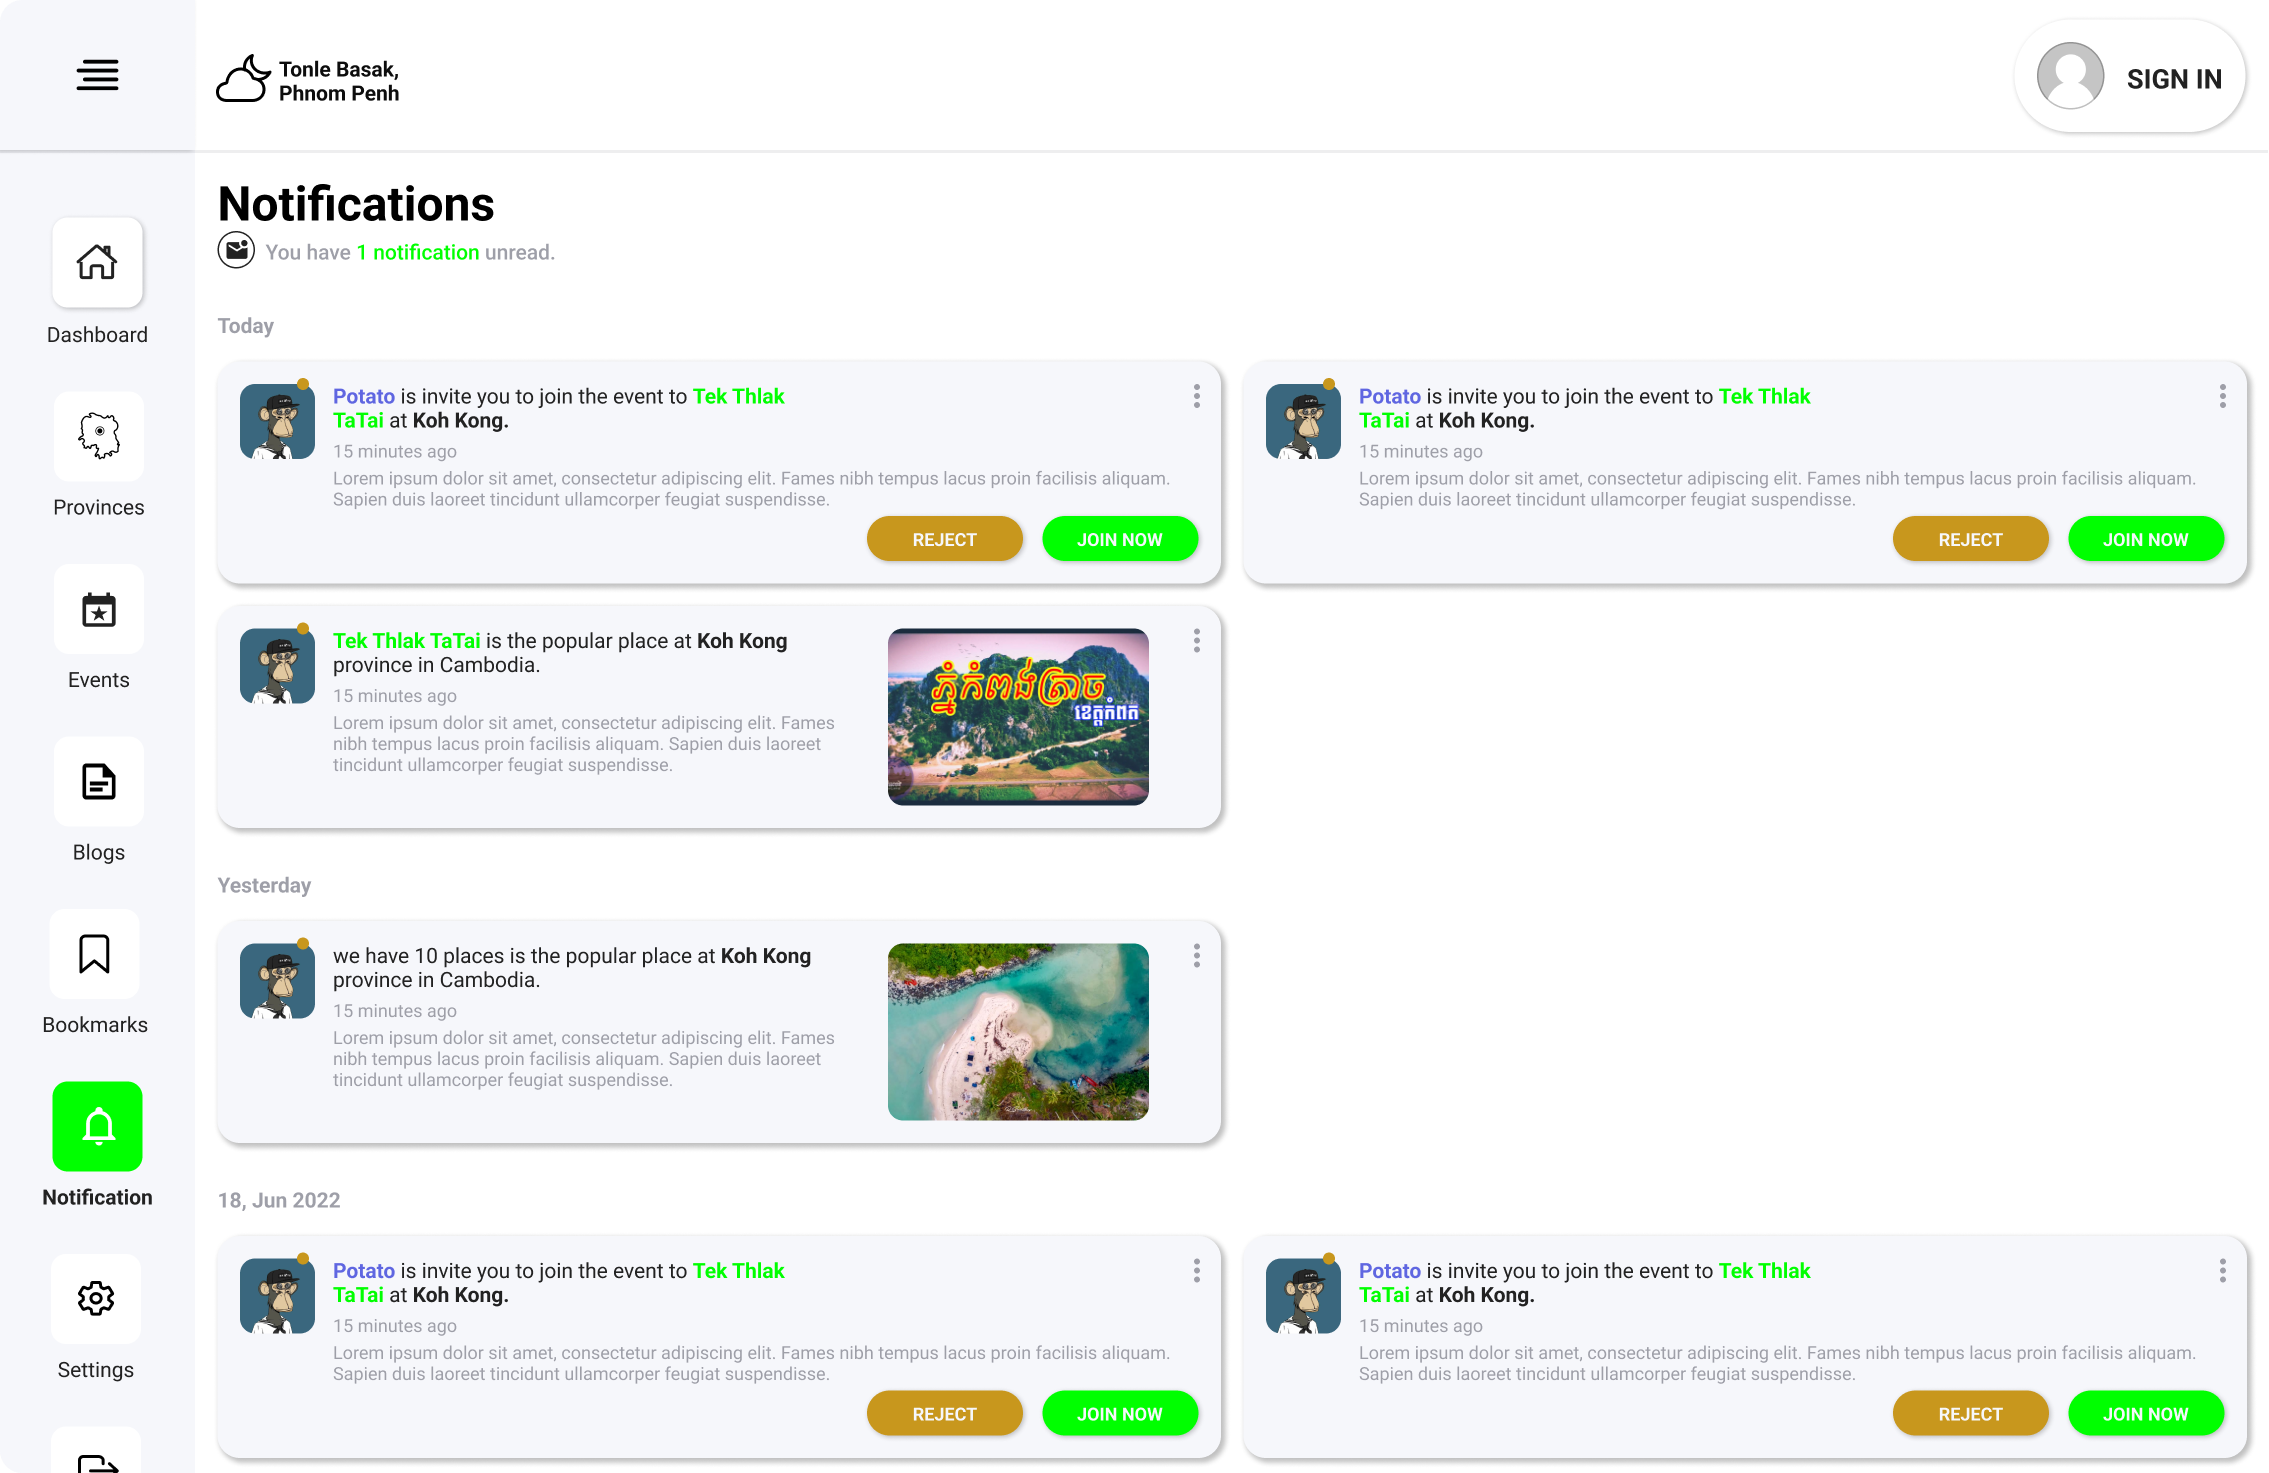 Tonle Basak,
Phnom Penh
SIGN IN
Dashboard
Provinces
Events
Blogs
Bookmarks
Notification
Settings
Notifications
You have 1 notification unread.
Today
Potato is invite you to join the event to Tek Thlak
TaTai at Koh Kong.
15 minutes ago
Lorem ipsum dolor sit amet, consectetur adipiscing elit. Fames nibh tempus lacus proin facilisis aliquam.
Sapien duis laoreet tincidunt ullamcorper feugiat suspendisse.
REJECT
JOIN NOW
Potato is invite you to join the event to Tek Thlak
TaTai at Koh Kong.
15 minutes ago
Lorem ipsum dolor sit amet, consectetur adipiscing elit. Fames nibh tempus lacus proin facilisis aliquam.
Sapien duis laoreet tincidunt ullamcorper feugiat suspendisse.
REJECT
JOIN NOW
Tek Thlak TaTai is the popular place at Koh Kong
province in Cambodia.
15 minutes ago
Lorem ipsum dolor sit amet, consectetur adipiscing elit. Fames
nibh tempus lacus proin facilisis aliquam. Sapien duis laoreet
tincidunt ullamcorper feugiat suspendisse.
ភ្នំកំពង់ត្រាច
ខេត្តកំពត
Yesterday
we have 10 places is the popular place at Koh Kong
province in Cambodia.
15 minutes ago
Lorem ipsum dolor sit amet, consectetur adipiscing elit. Fames
nibh tempus lacus proin facilisis aliquam. Sapien duis laoreet
tincidunt ullamcorper feugiat suspendisse.
18, Jun 2022
Potato is invite you to join the event to Tek Thlak
TaTai at Koh Kong.
15 minutes ago
Lorem ipsum dolor sit amet, consectetur adipiscing elit. Fames nibh tempus lacus proin facilisis aliquam.
Sapien duis laoreet tincidunt ullamcorper feugiat suspendisse.
REJECT
JOIN NOW
Potato is invite you to join the event to Tek Thlak
TaTai at Koh Kong.
15 minutes ago
Lorem ipsum dolor sit amet, consectetur adipiscing elit. Fames nibh tempus lacus proin facilisis aliquam.
Sapien duis laoreet tincidunt ullamcorper feugiat suspendisse.
REJECT
JOIN NOW